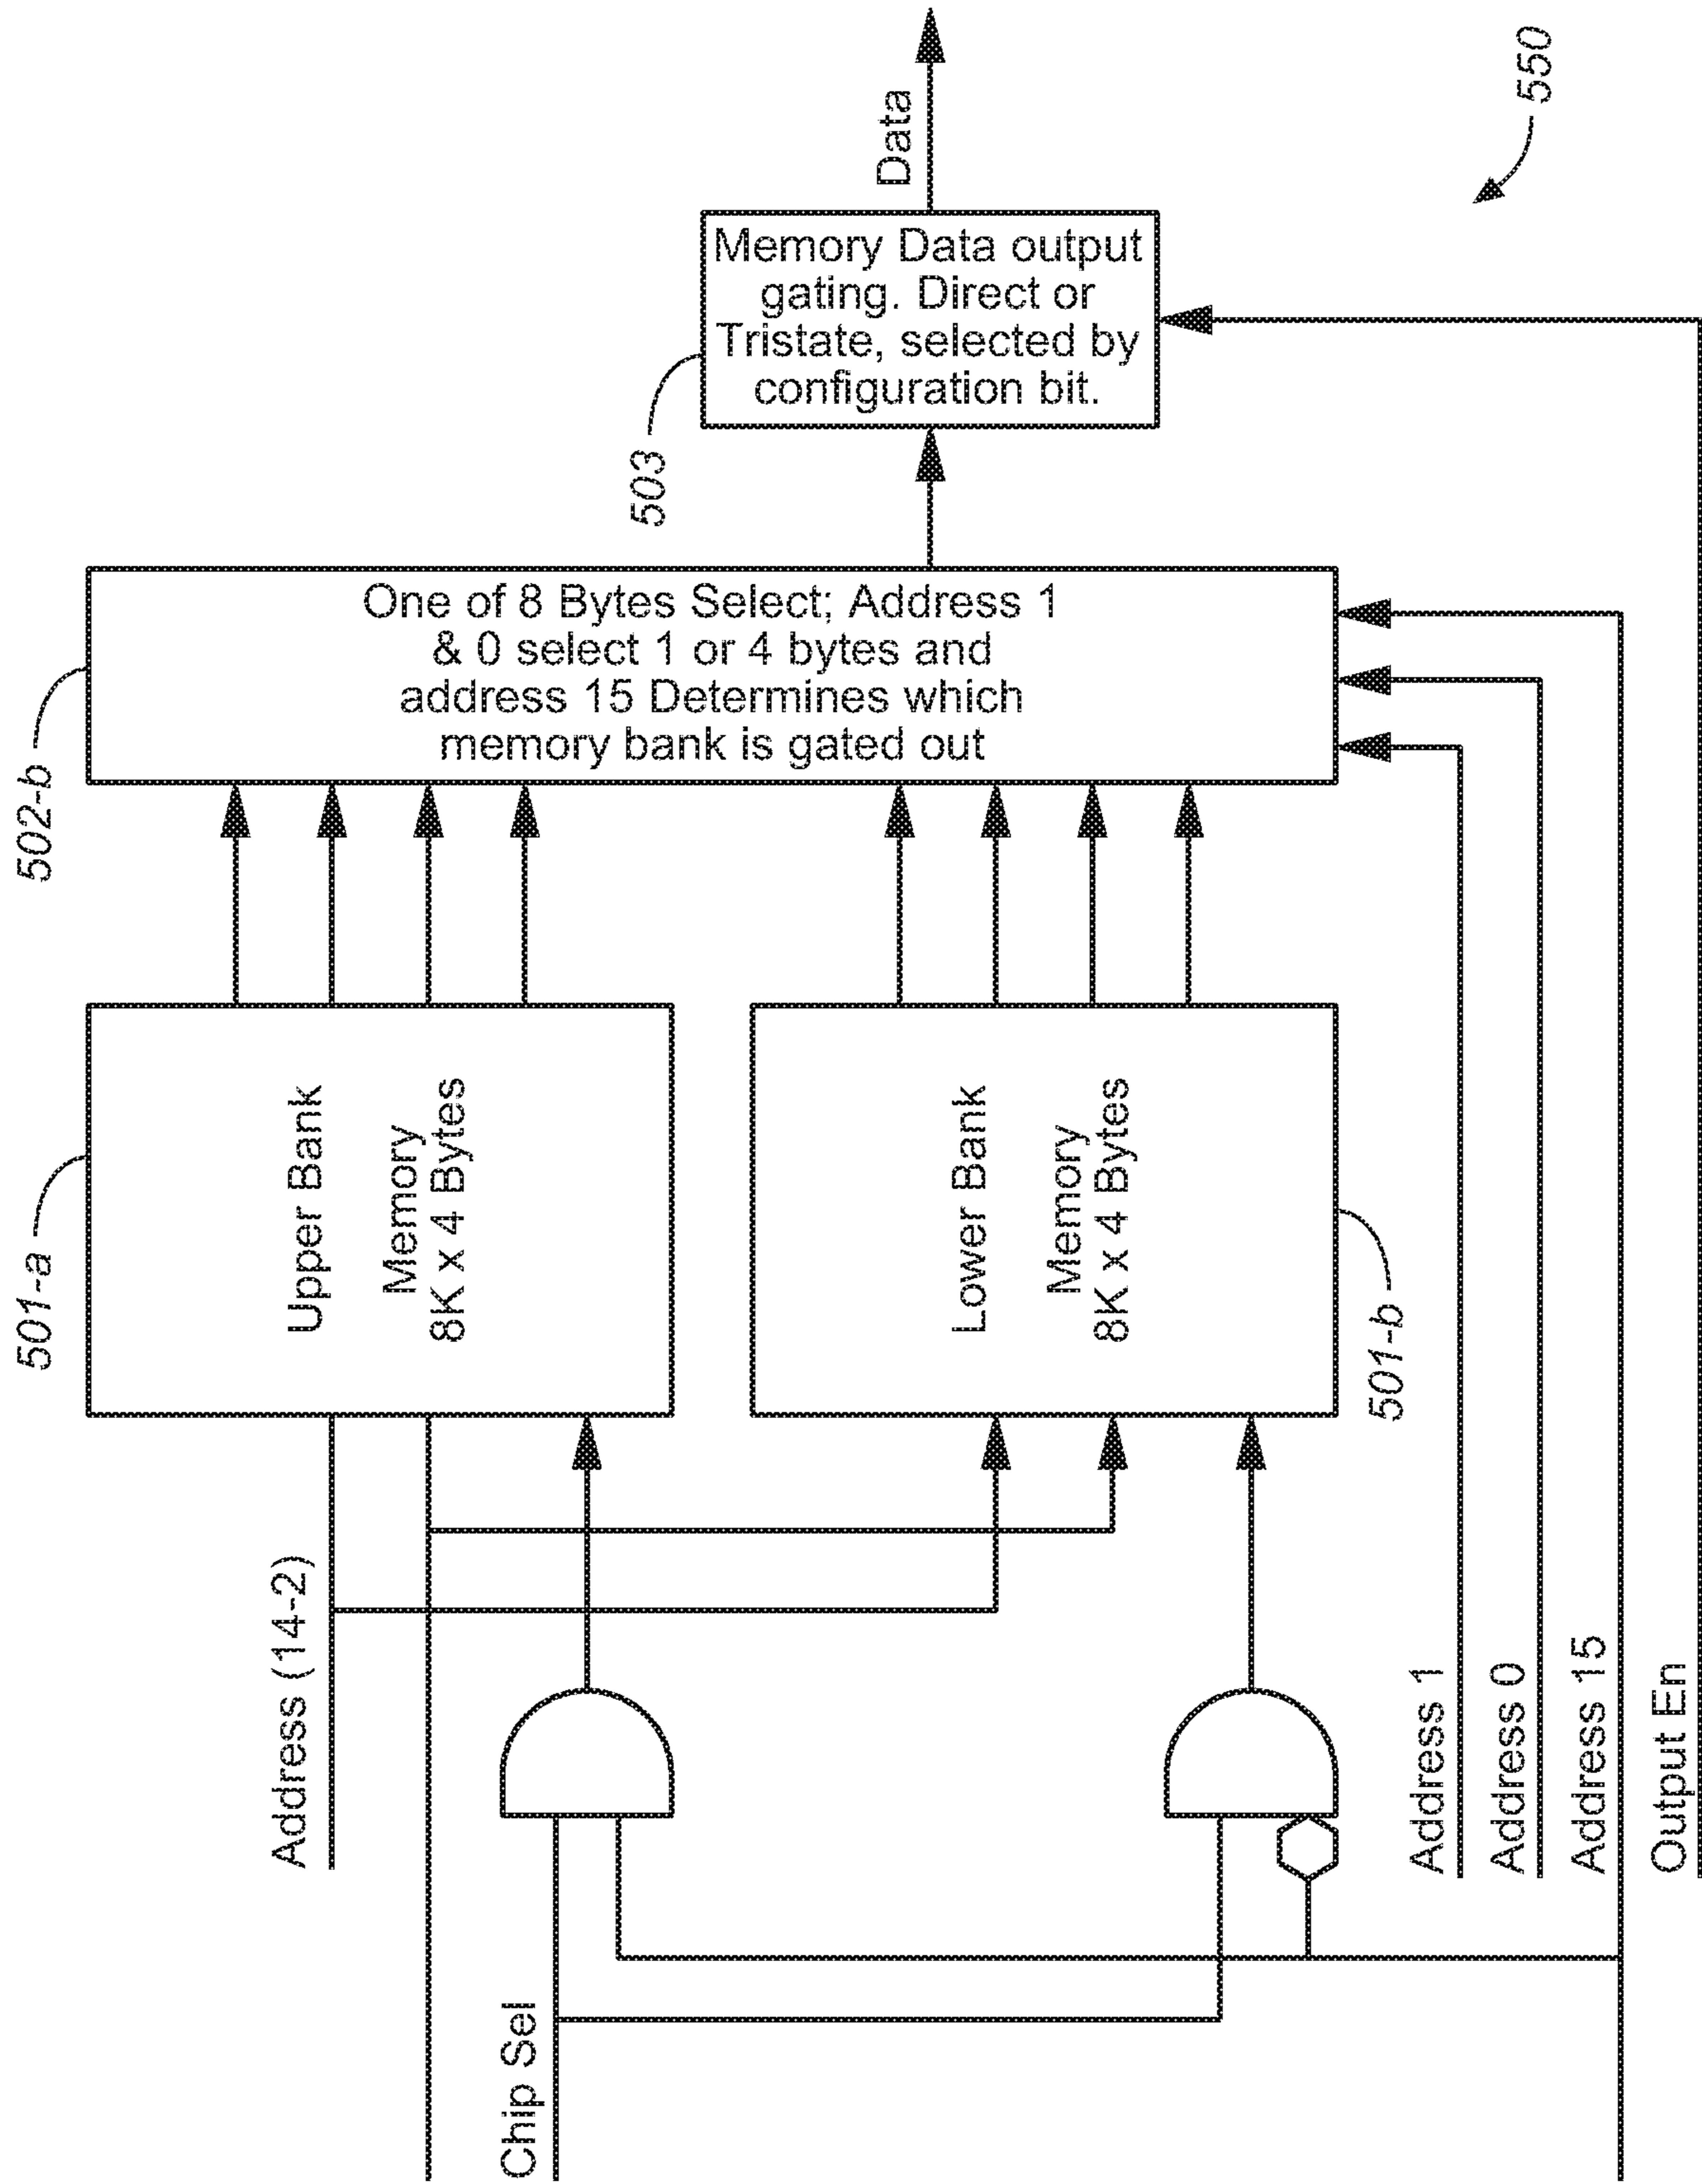 Data
550
Memory Data output
gating. Direct or
Tristate, selected by
configuration bit.
503
One of 8 Bytes Select; Address 1
& 0 select 1 or 4 bytes and
address 15 Determines which
memory bank is gated out
502-b
Upper Bank
Memory
8K x 4 Bytes
501-a
Lower Bank
Memory
8K x 4 Bytes
501-b
Address (14-2)
Chip Sel
Address 1
Address 0
Address 15
Output En